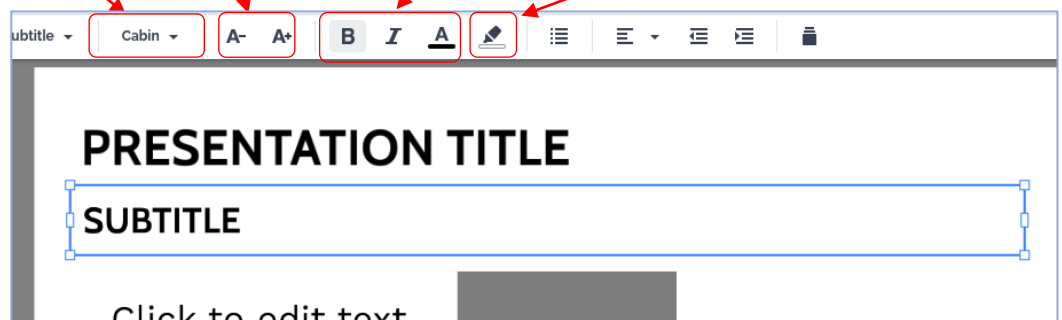 ubtitle Cabin A- A+ B I A
PRESENTATION TITLE
SUBTITLE
Click to edit text